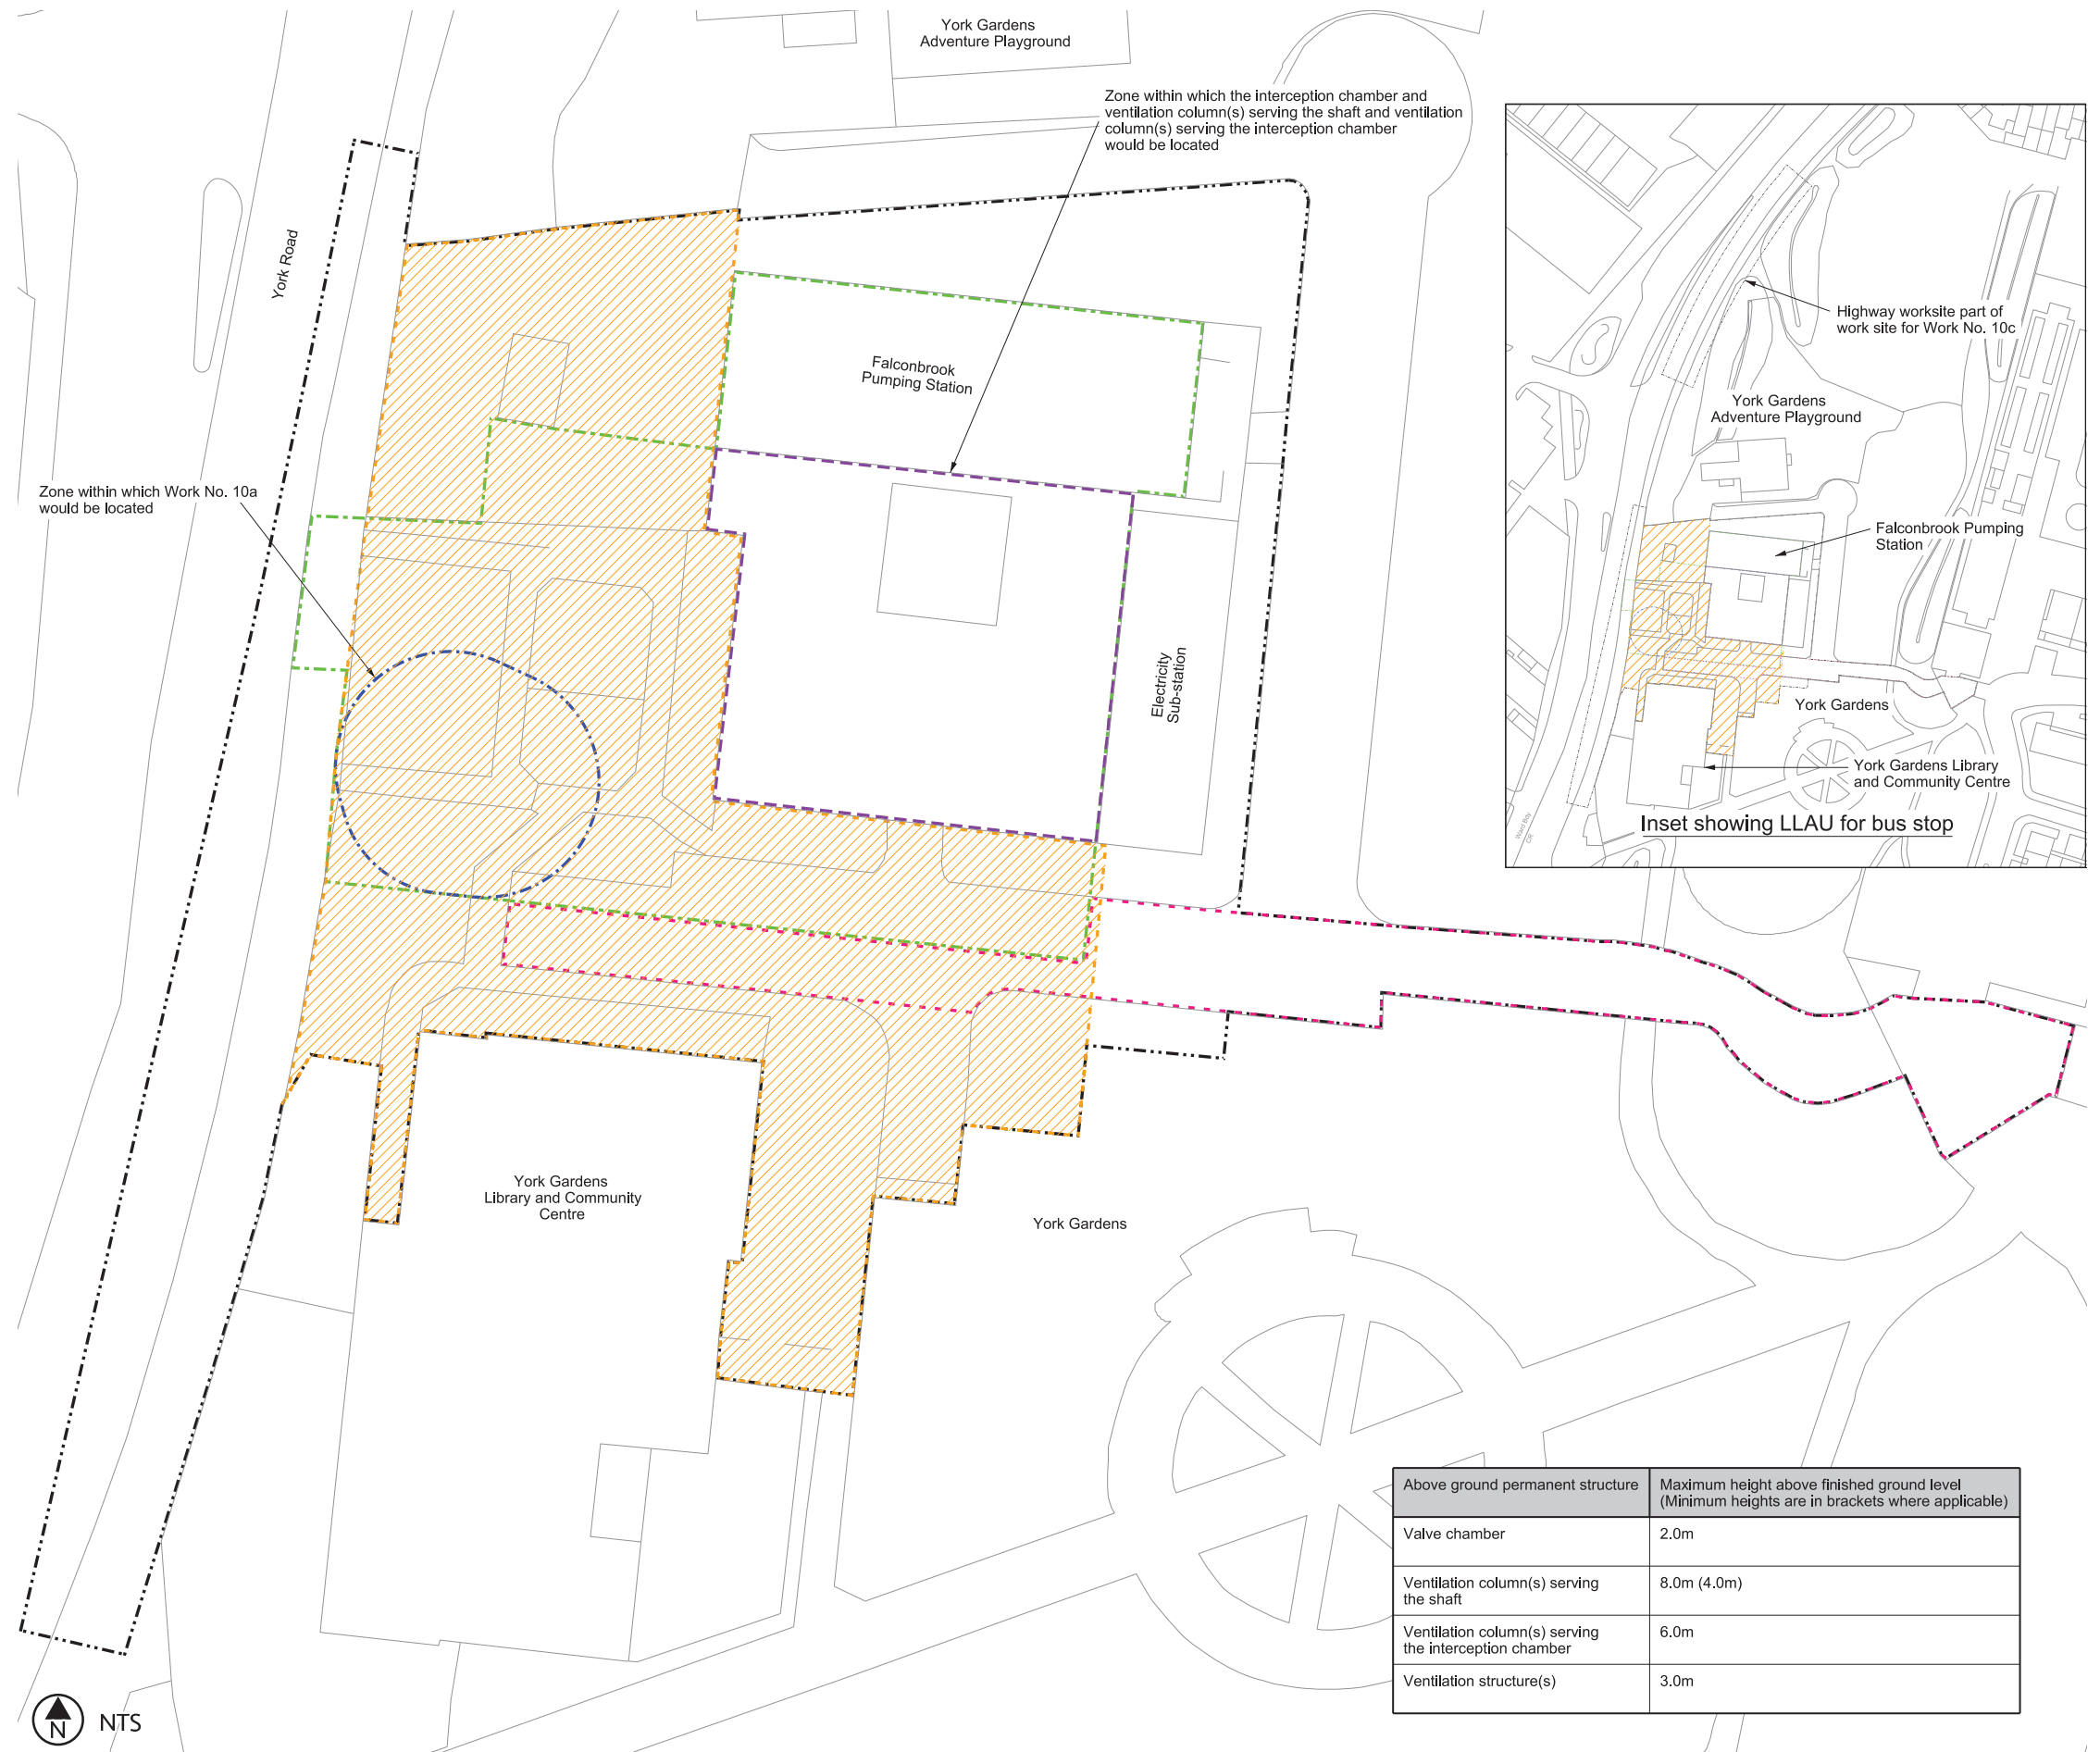 York Gardens
Adventure Playground
Zone within which the interception chamber and
ventilation column(s) serving the shaft and ventilation
column(s) serving the interception chamber
would be located
York Road
Highway worksite part of
work site for Work No. 10c
Falconbrook
Pumping Station
York Gardens
Adventure Playground
Zone within which Work No. 10a
would be located
Falconbrook Pumping
Station
Electricity
Sub-station
York Gardens
York Gardens Library
and Community Centre
Inset showing LLAU for bus stop
York Gardens
Library and Community
Centre
York Gardens
Above ground permanent structure
Maximum height above finished ground level
(Minimum heights are in brackets where applicable)
Valve chamber
2.0m
Ventilation column(s) serving
the shaft
8.0m (4.0m)
Ventilation column(s) serving
the interception chamber
6.0m
Ventilation structure(s)
3.0m
N
NTS